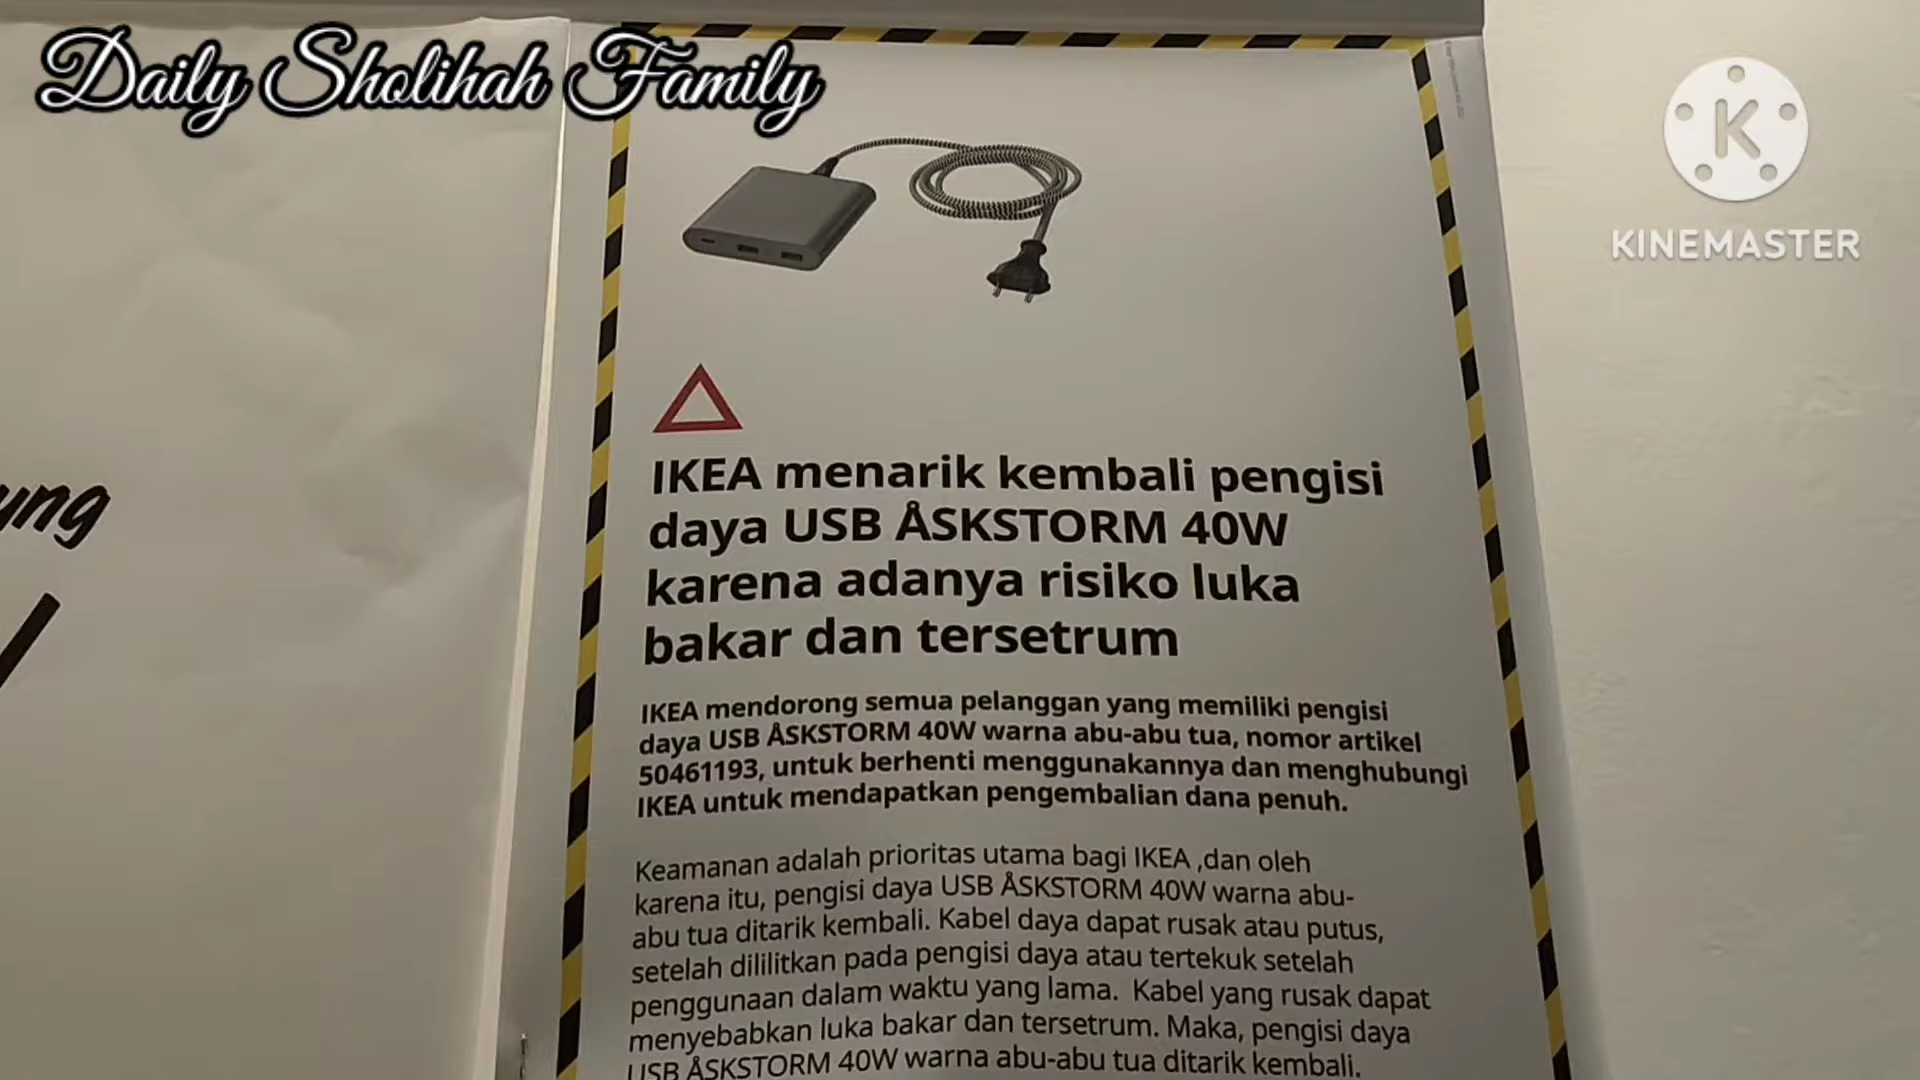 Daily Sholihah Family
KINEMASTER
ung
IKEA menarik kembali pengisi
daya USB ÅSKSTORM 40W
karena adanya risiko luka
bakar dan tersetrum
IKEA mendorong semua pelanggan yang memiliki pengisi
daya USB ÅSKSTORM 40W warna abu-abu tua, nomor artikel
50461193, untuk berhenti menggunakannya dan menghubungi
IKEA untuk mendapatkan pengembalian dana penuh.
Keamanan adalah prioritas utama bagi IKEA ,dan oleh
karena itu, pengisi daya USB ÅSKSTORM 40W warna abu-
abu tua ditarik kembali. Kabel daya dapat rusak atau putus,
setelah dililitkan pada pengisi daya atau tertekuk setelah
penggunaan dalam waktu yang lama. Kabel yang rusak dapat
menyebabkan luka bakar dan tersetrum. Maka, pengisi daya
USB ÅSKSTORM 40W warna abu-abu tua ditarik kembali.